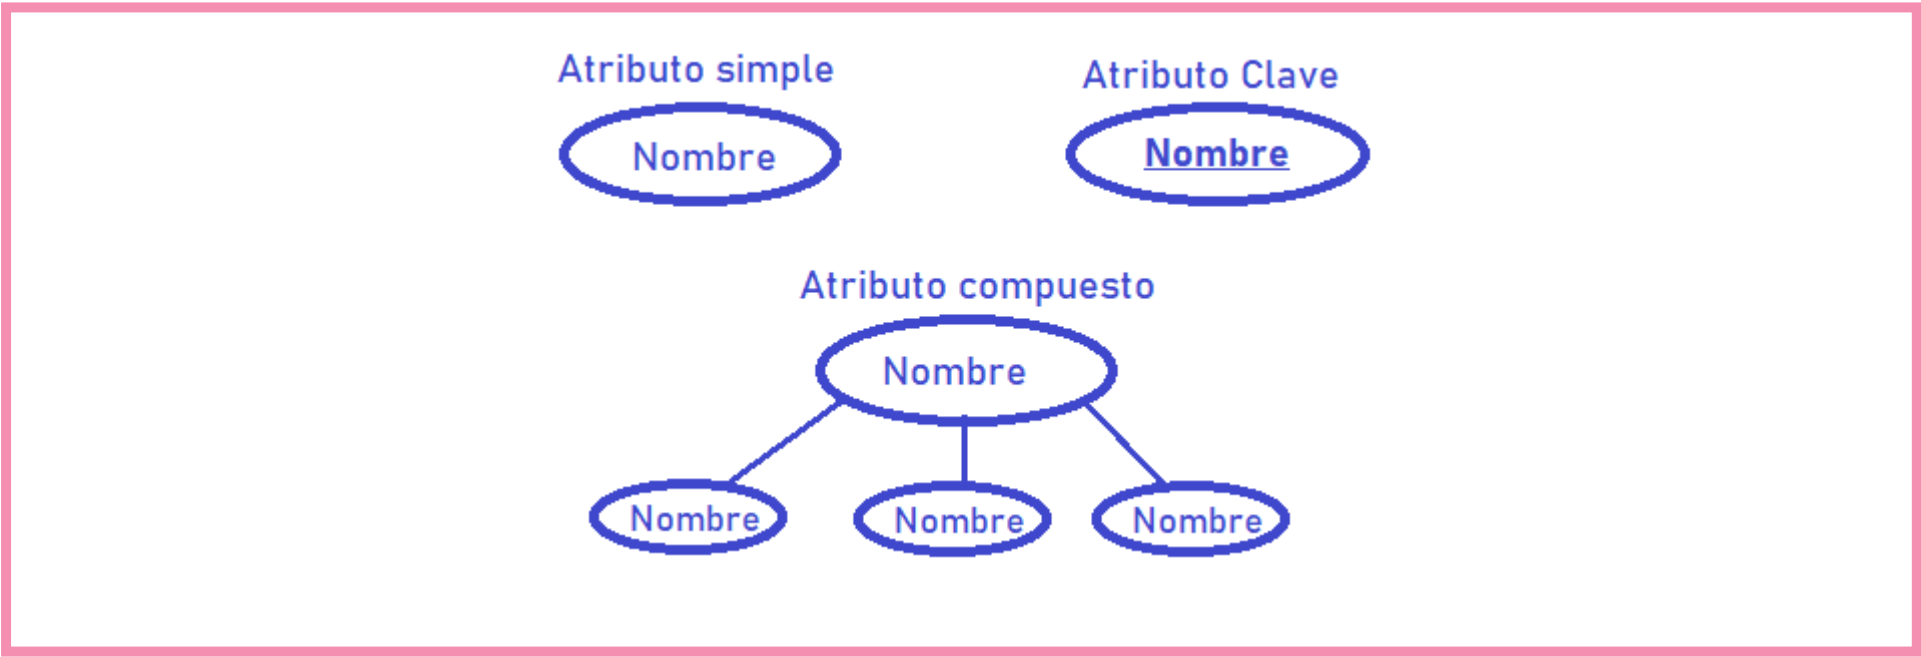 Atributo simple
Nombre
Atributo Clave
Nombre
Atributo compuesto
Nombre
Nombre
Nombre
Nombre